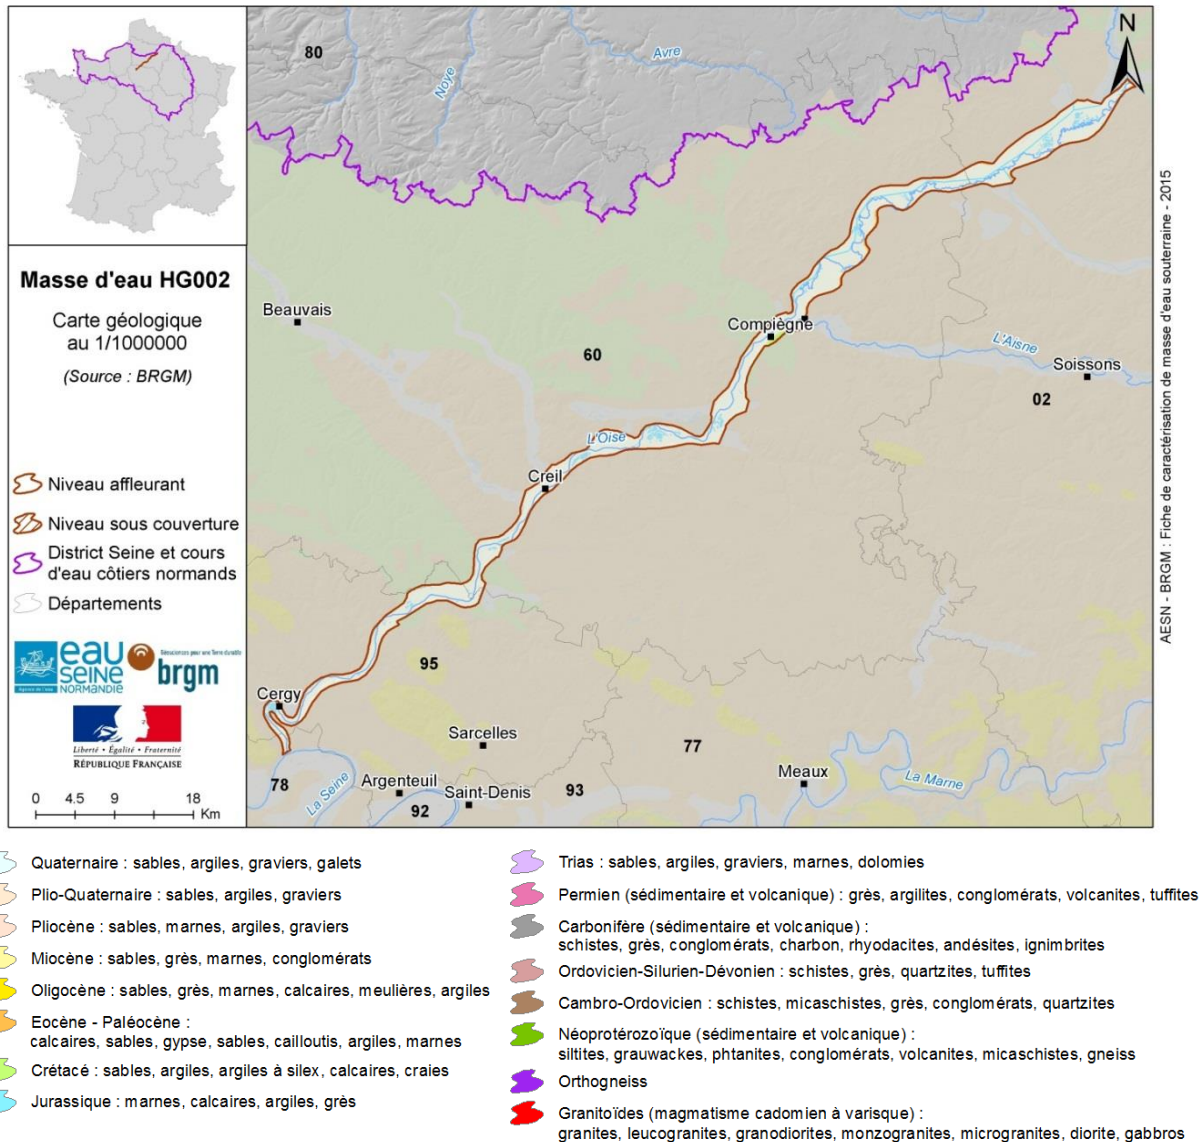 Masse d'eau HG002
Carte géologique
au 1/1000000
(Source : BRGM)
Niveau affleurant
Niveau sous couverture
District Seine et cours
d'eau côtiers normands
Départements
eau
SEINE
NORMANDIE
Géosciences pour une Terre durable
brgm
Liberté • Égalité • Fraternité
RÉPUBLIQUE FRANÇAISE
0 4.5 9 18
Km
N
80
Noye
Avre
Beauvais
60
Compiègne
L'Aisne
Soissons
02
L'Oise
Creil
95
Cergy
Sarcelles
77
78
La Seine
Argenteuil
92
Saint-Denis
93
Meaux
La Marne
AESN - BRGM : Fiche de caractérisation de masse d'eau souterraine - 2015
Quaternaire : sables, argiles, graviers, galets
Plio-Quaternaire : sables, argiles, graviers
Pliocène : sables, marnes, argiles, graviers
Miocène : sables, grès, marnes, conglomérats
Oligocène : sables, grès, marnes, calcaires, meulières, argiles
Eocène - Paléocène :
calcaires, sables, gypse, sables, cailloutis, argiles, marnes
Crétacé : sables, argiles, argiles à silex, calcaires, craies
Jurassique : marnes, calcaires, argiles, grès
Trias : sables, argiles, graviers, marnes, dolomies
Permien (sédimentaire et volcanique) : grès, argilites, conglomérats, volcanites, tuffites
Carbonifère (sédimentaire et volcanique) :
schistes, grès, conglomérats, charbon, rhyodacites, andésites, ignimbrites
Ordovicien-Silurien-Dévonien : schistes, grès, quartzites, tuffites
Cambro-Ordovicien : schistes, micaschistes, grès, conglomérats, quartzites
Néoprotérozoïque (sédimentaire et volcanique) :
siltites, grauwackes, phtanites, conglomérats, volcanites, micaschistes, gneiss
Orthogneiss
Granitoïdes (magmatisme cadomien à varisque) :
granites, leucogranites, granodiorites, monzogranites, microgranites, diorite, gabbros